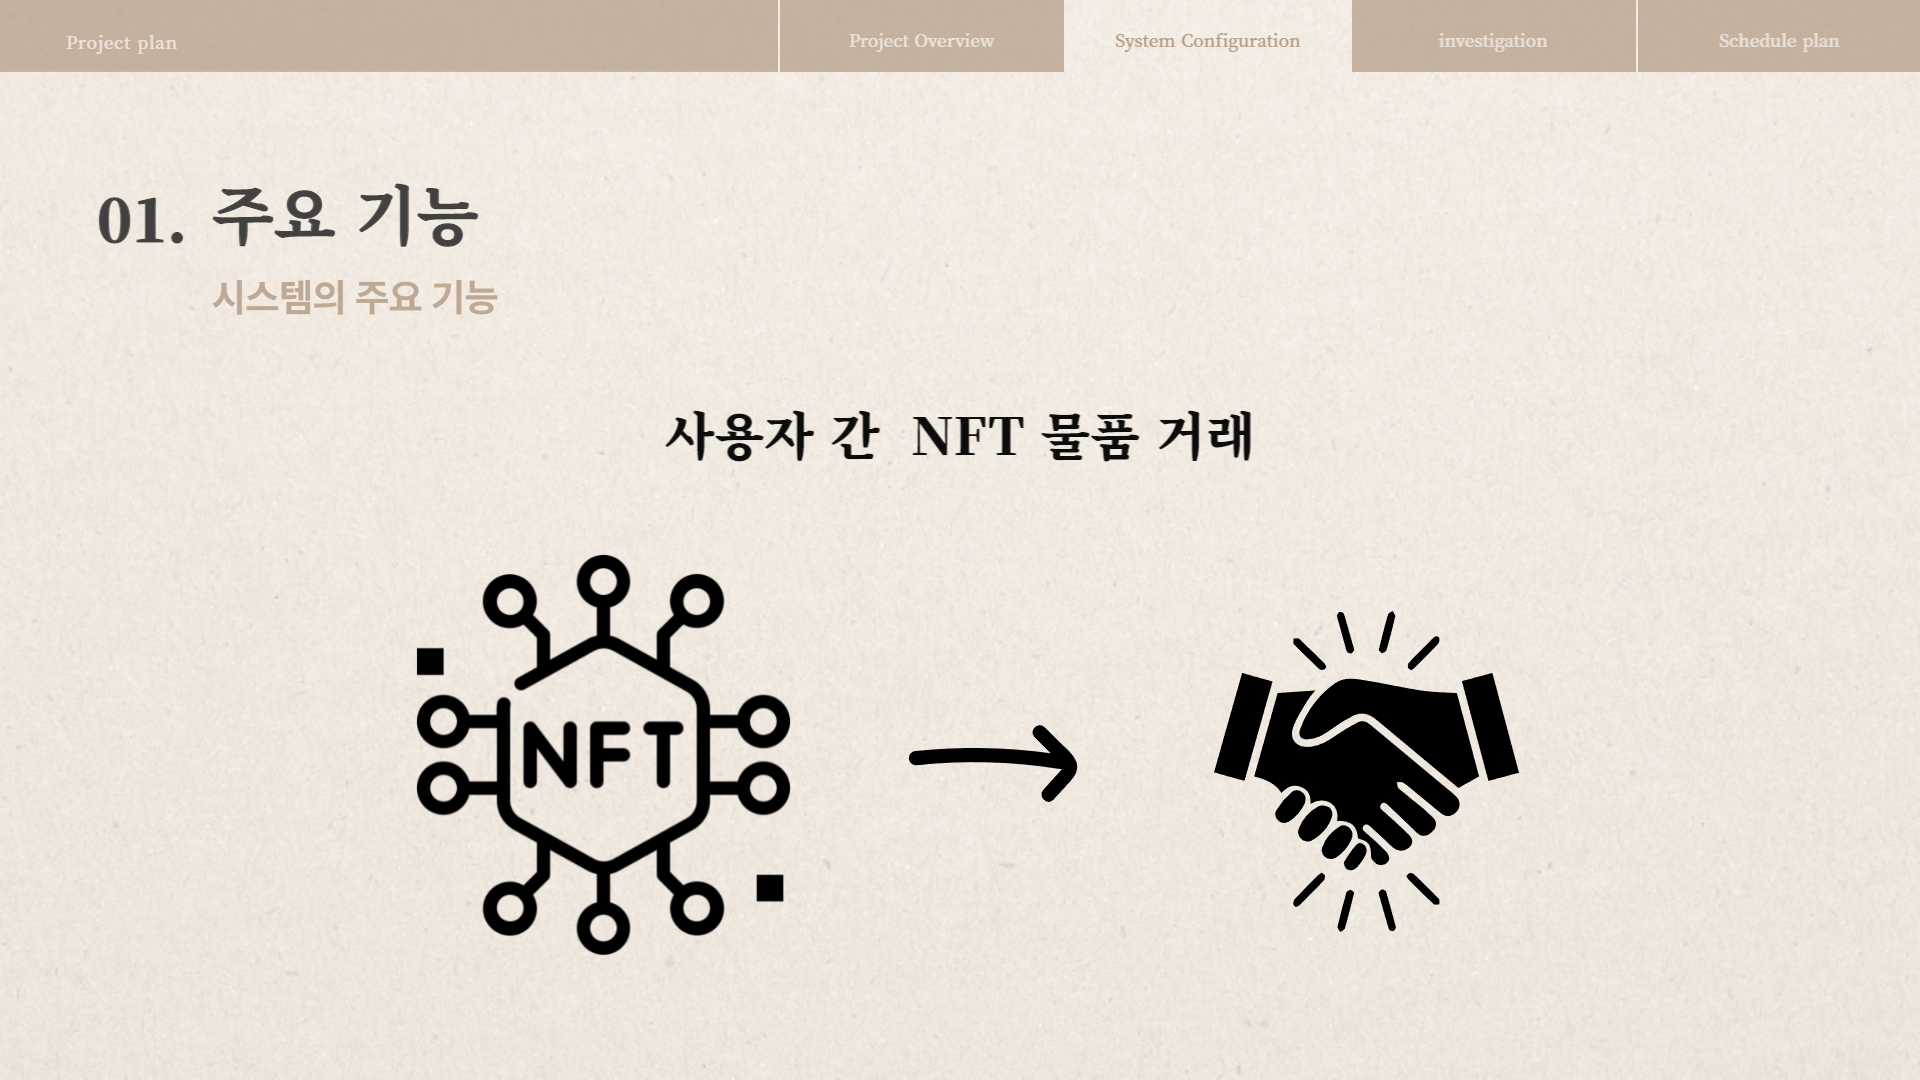 Project plan
Project Overview
System Configuration
investigation
Schedule plan
01. 주요 기능
시스템의 주요 기능
사용자 간 NFT 물품 거래
NFT